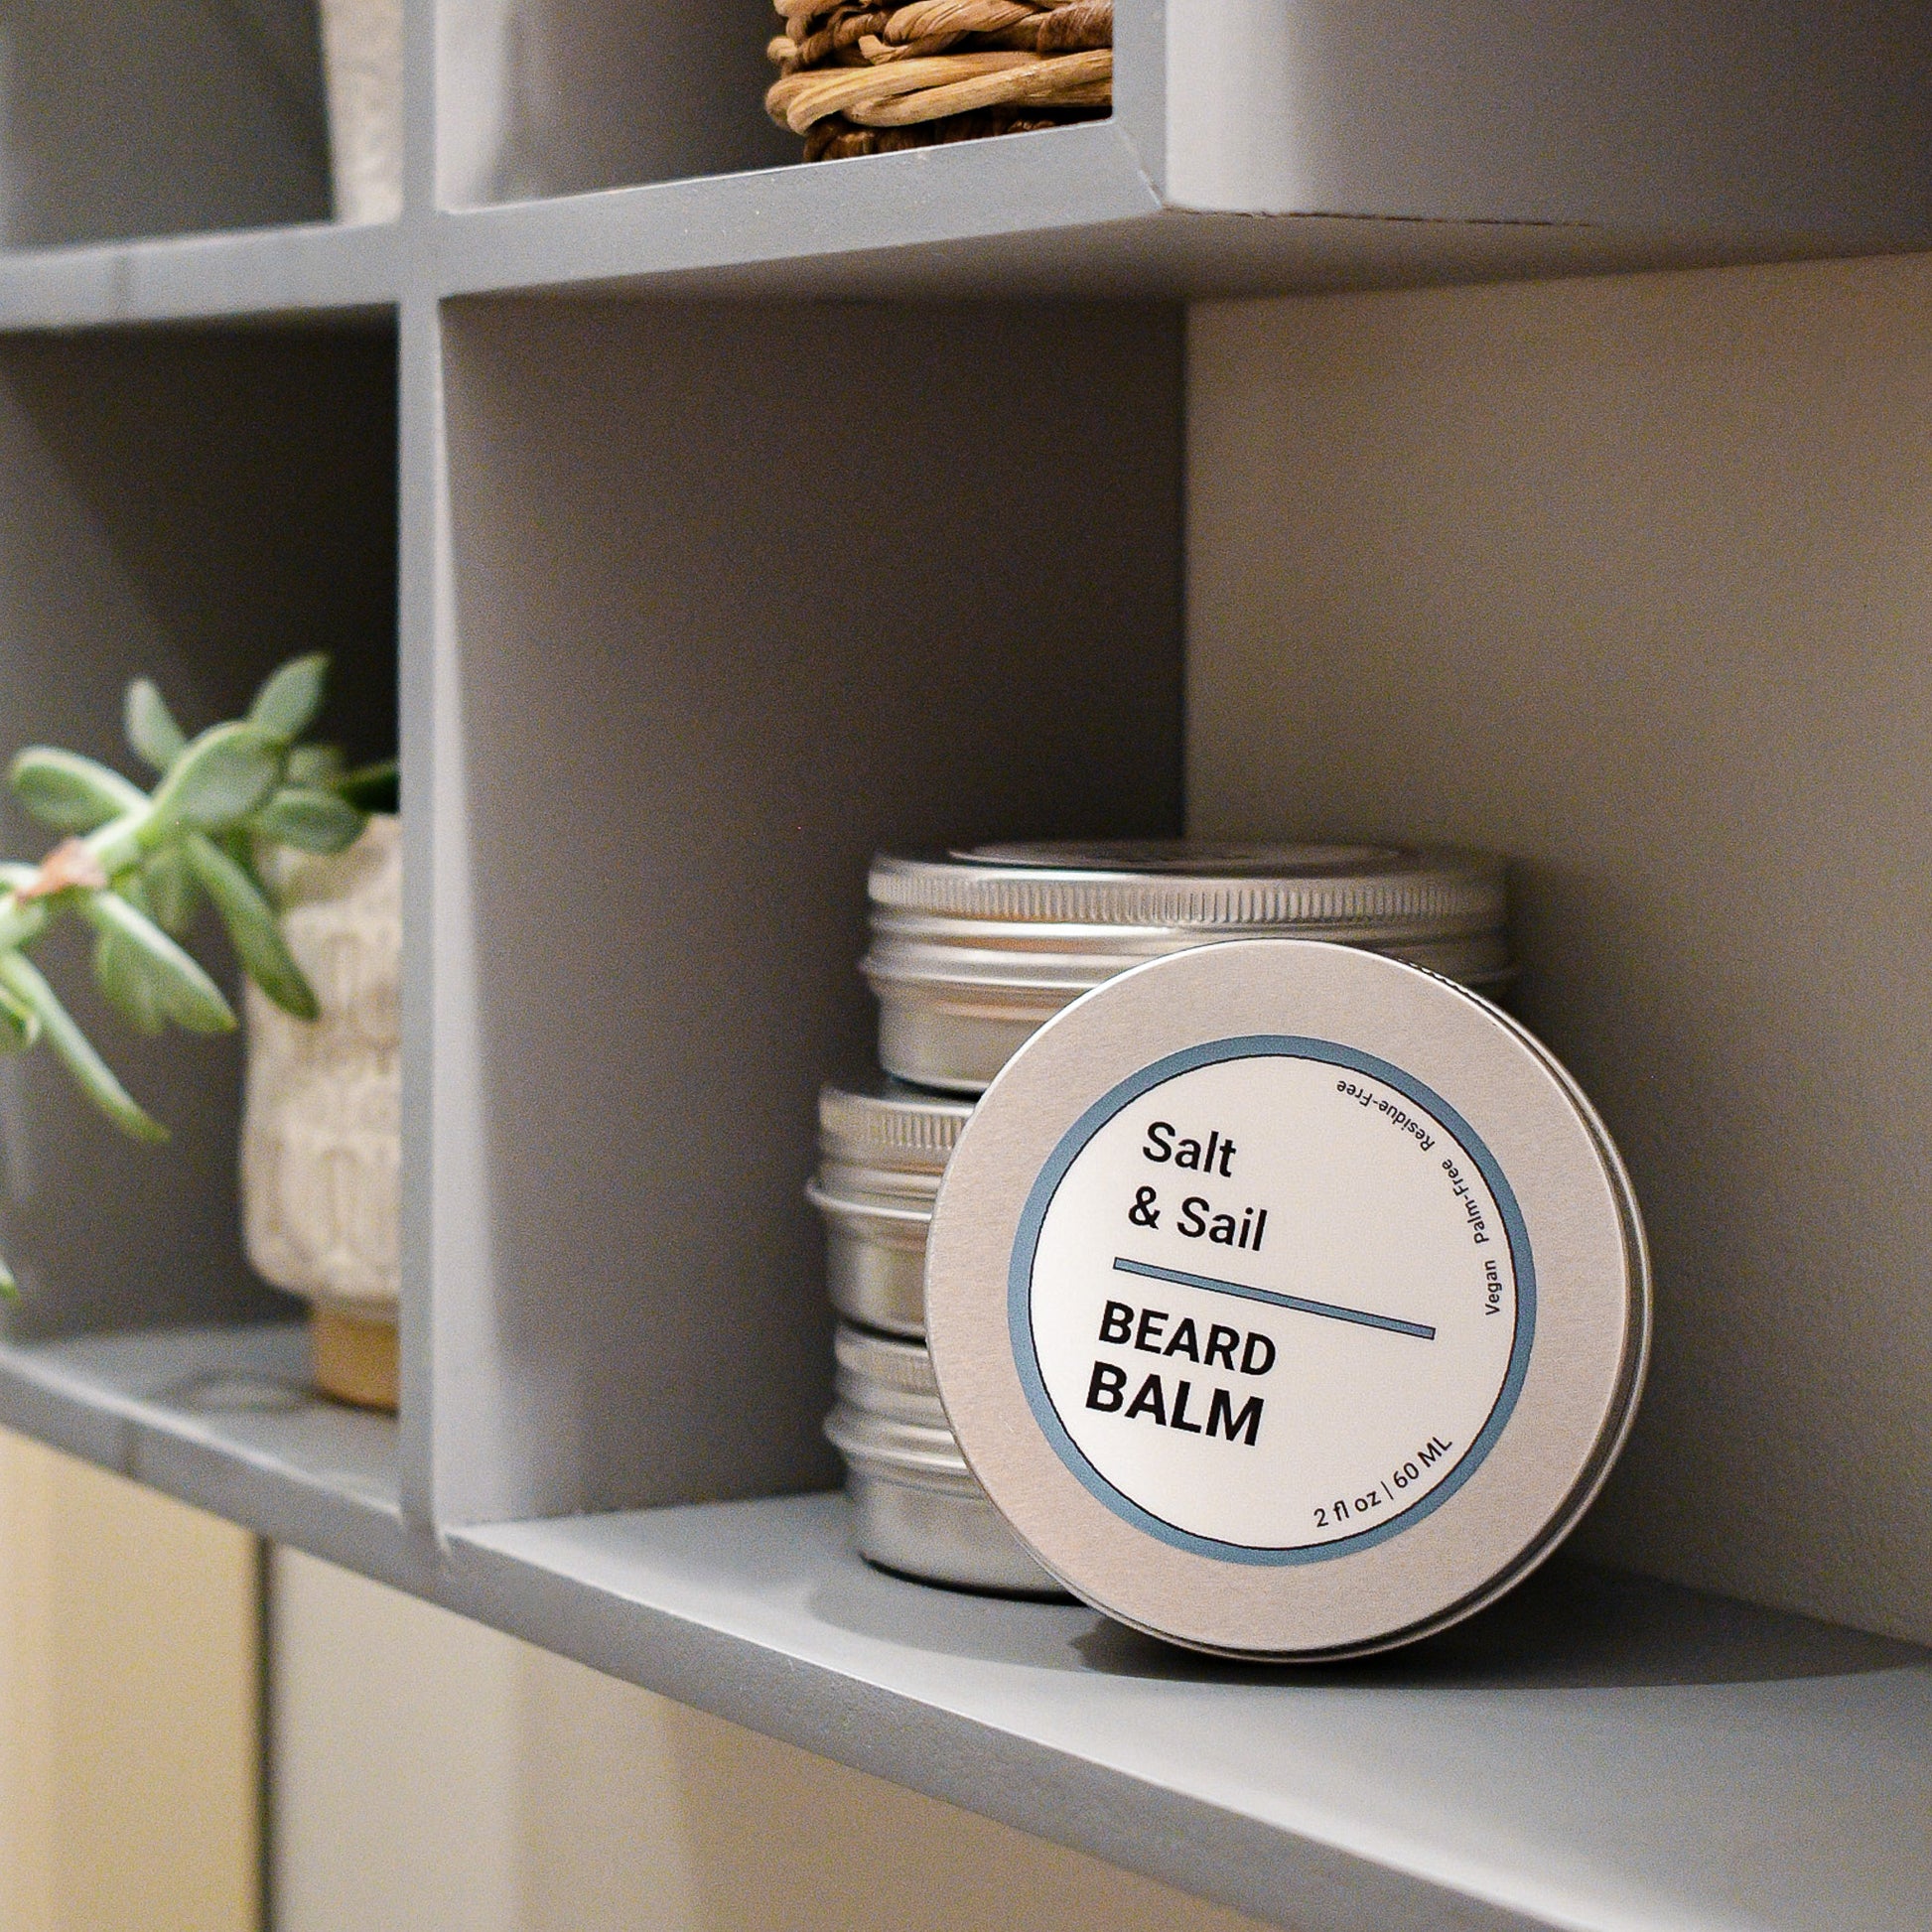 Salt
& Sail
BEARD
BALM
Vegan Palm-Free Residue-Free
2 fl oz | 60 ML